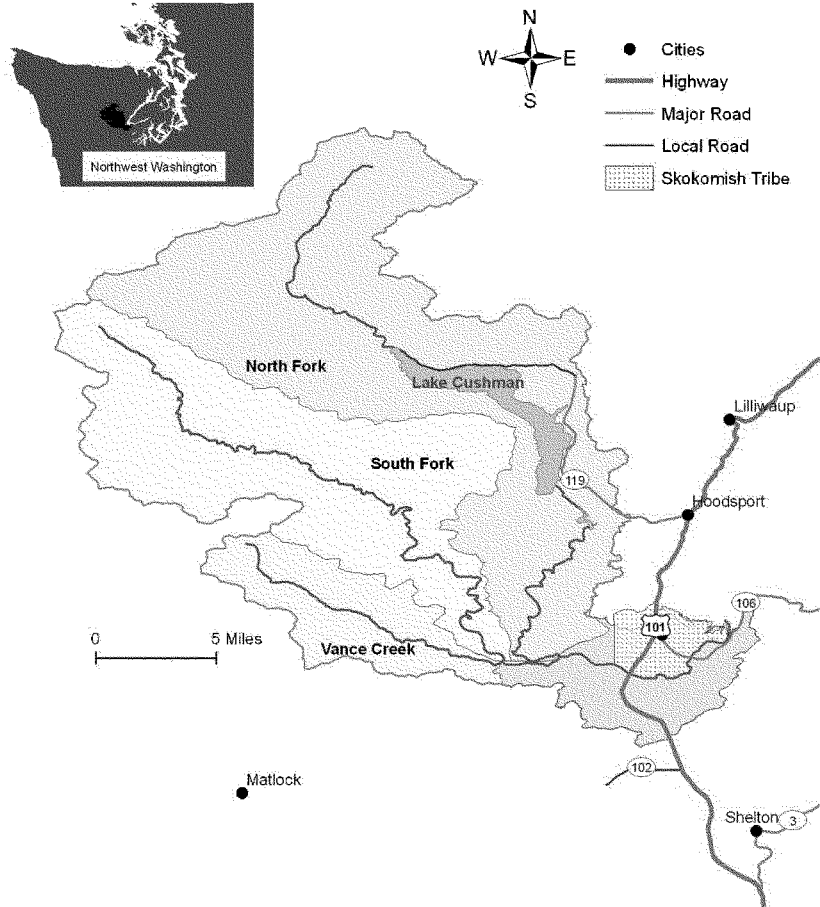 Northwest Washington
N
W E
S
Cities
Highway
Major Road
Local Road
Skokomish Tribe
North Fork
Lake Cushman
Lilliwaup
South Fork
119
Hoodsport
106
101
0 5 Miles
Vance Creek
102
Matlock
Shelton 3